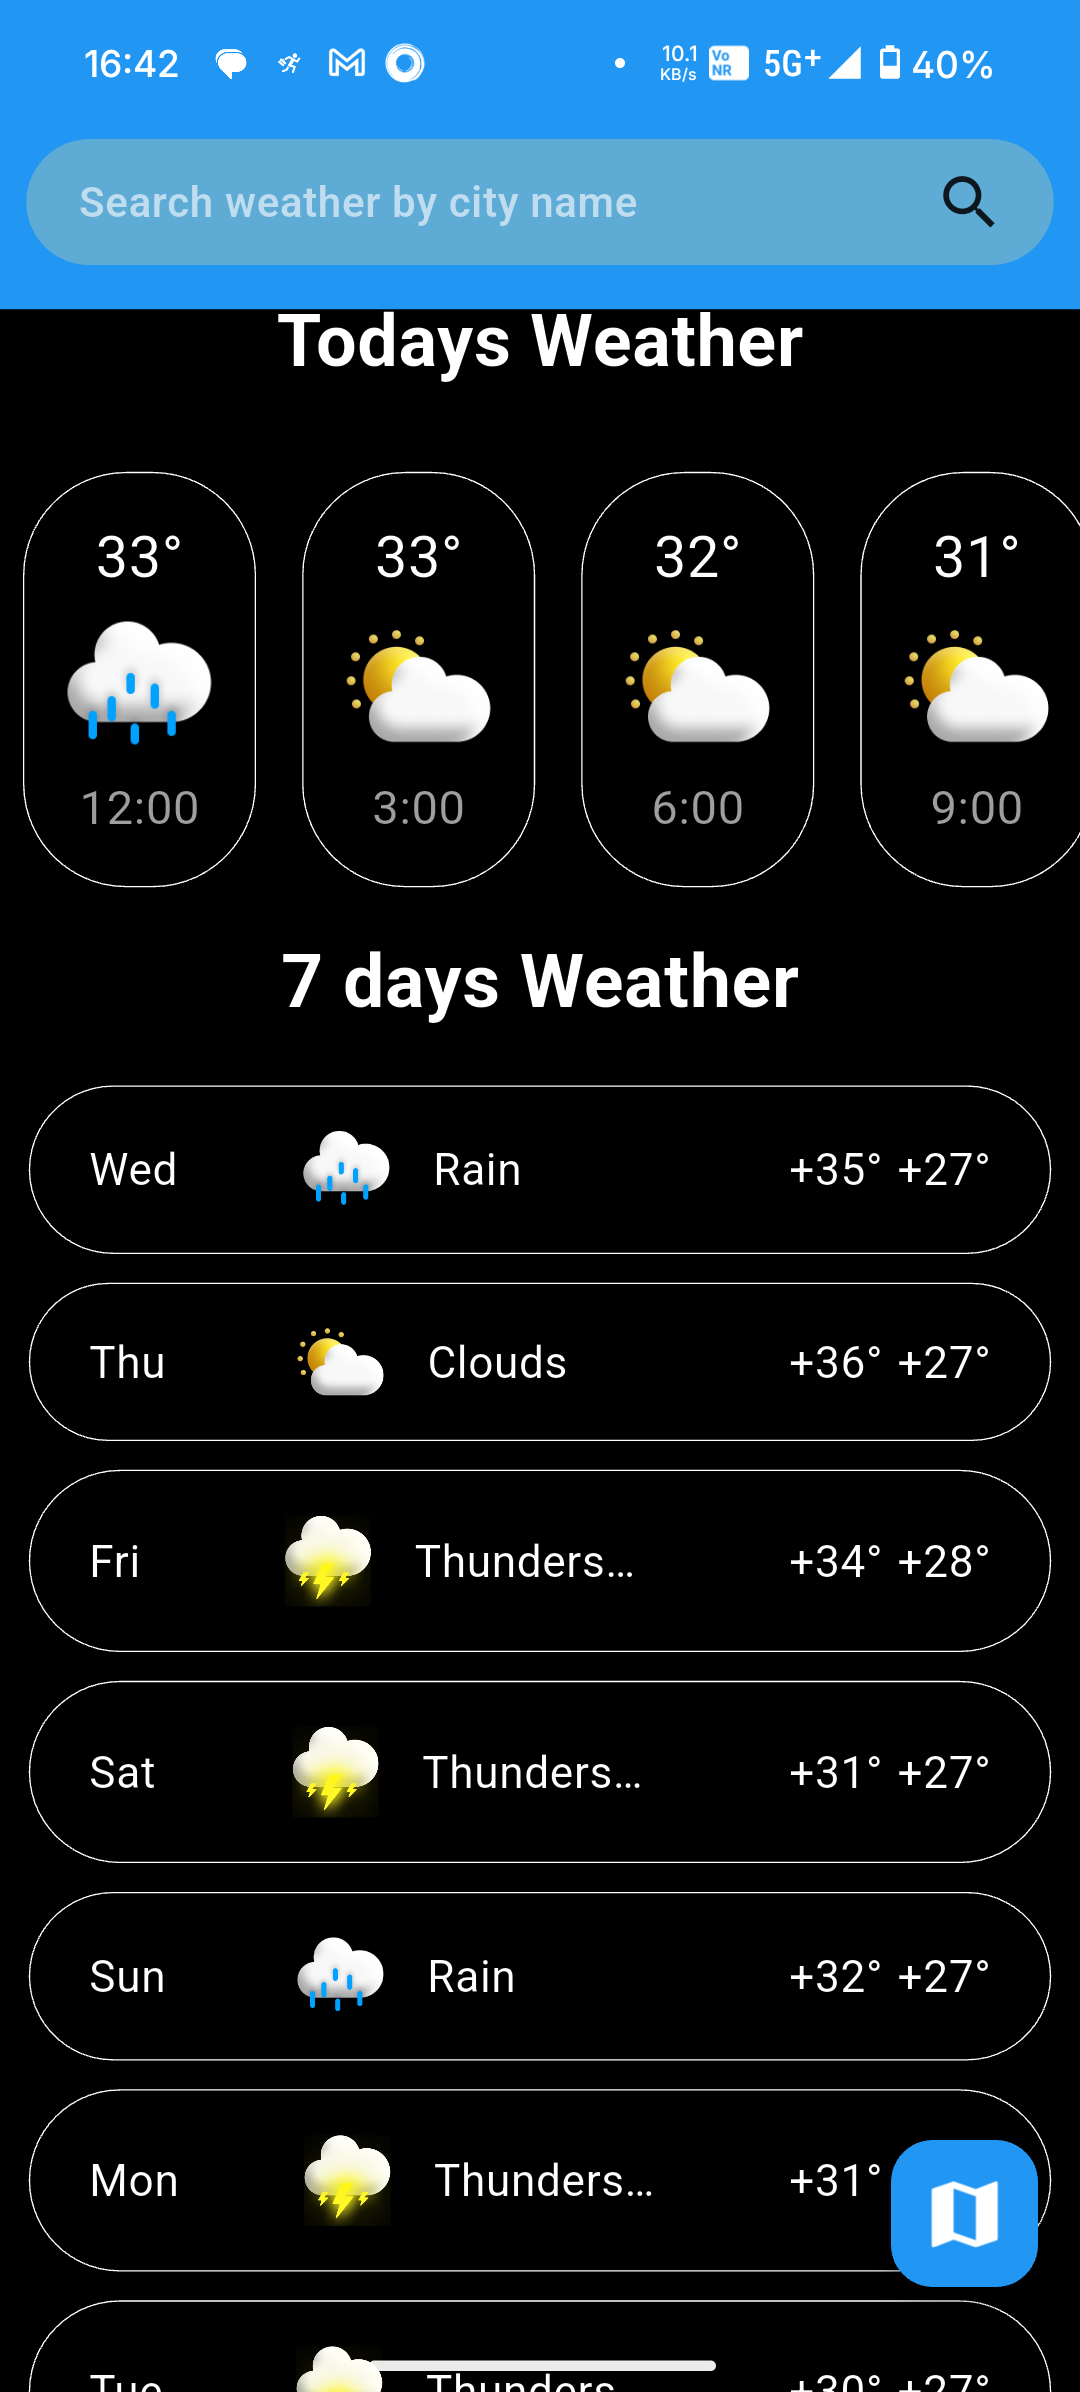 16:42 10.1 KB/s Vo NR 5G+ 40%
Search weather by city name
Todays Weather
33° 33° 32° 31°
12:00 3:00 6:00 9:00
7 days Weather
Wed Rain +35° +27°
Thu Clouds +36° +27°
Fri Thunders... +34° +28°
Sat Thunders... +31° +27°
Sun Rain +32° +27°
Mon Thunders... +31°
Tue Thunders +30° +27°